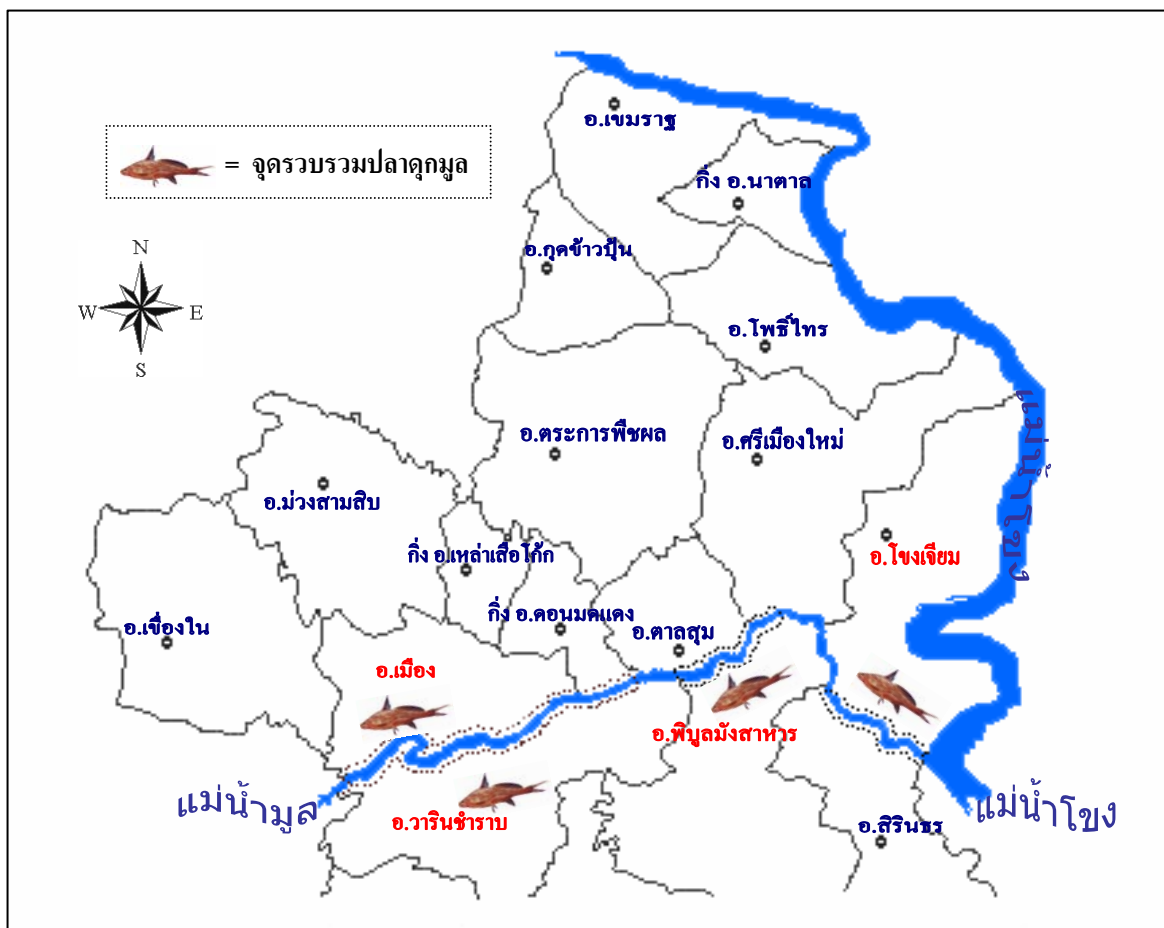 อ.เขมราฐ
= จุดรวบรวมปลาดุกมูล
กิ่ง อ.นาตาล
N
W E
S
อ.กุดข้าวปุ้น
อ.โพธิ์ไทร
แม่น้ำโขง
อ.ตระการพืชผล
อ.ศรีเมืองใหม่
อ.ม่วงสามสิบ
กิ่ง อ.เหล่าเสือโก้ก
อ.โขงเจียม
กิ่ง อ.ดอนมดแดง
อ.เขื่องใน
อ.ตาลสุม
อ.เมือง
อ.พิบูลมังสาหาร
แม่น้ำมูล
อ.วารินชำราบ
แม่น้ำโขง
อ.สิรินธร